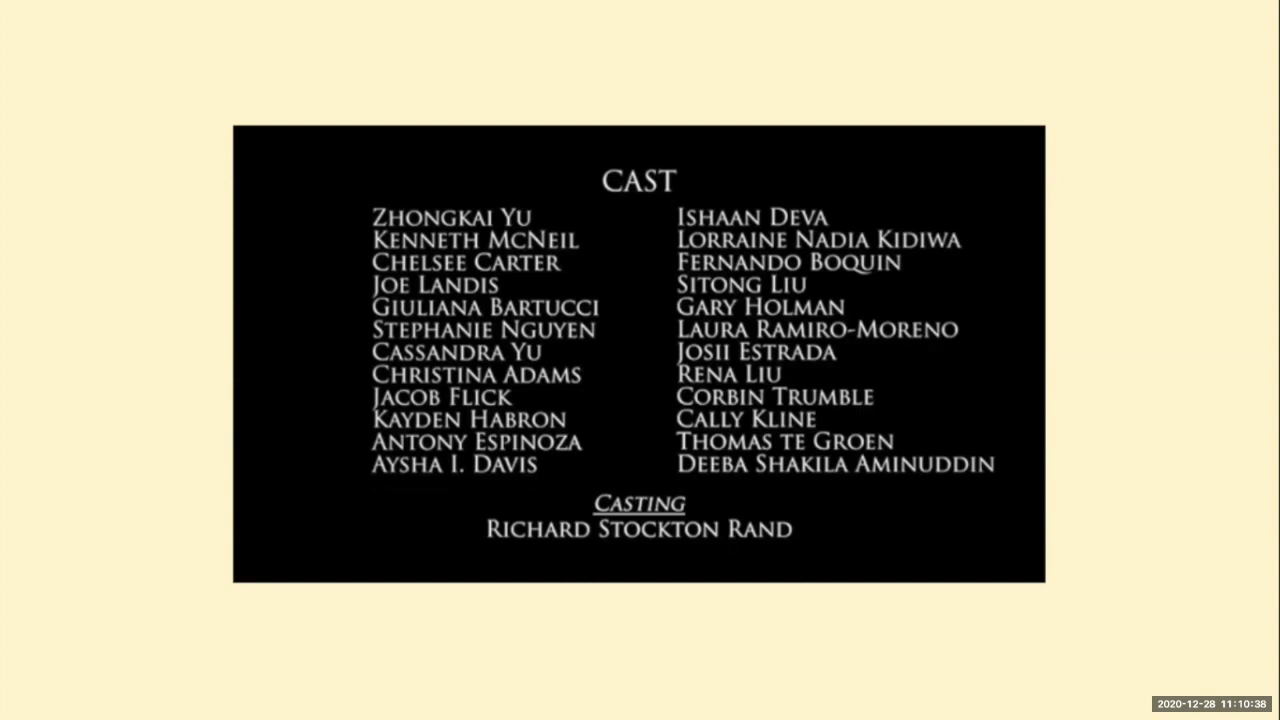 CAST
ZHONGKAI YU
KENNETH MCNEIL
CHELSEE CARTER
JOE LANDIS
GIULIANA BARTUCCI
STEPHANIE NGUYEN
CASSANDRA YU
CHRISTINA ADAMS
JACOB FLICK
KAYDEN HABRON
ANTONY ESPINOZA
AYSHA I. DAVIS
ISHAAN DEVA
LORRAINE NADIA KIDIWA
FERNANDO BOQUIN
SITONG LIU
GARY HOLMAN
LAURA RAMIRO-MORENO
JOSII ESTRADA
RENA LIU
CORBIN TRUMBLE
CALLY KLINE
THOMAS TE GROEN
DEEBA SHAKILA AMINUDDIN
CASTING
RICHARD STOCKTON RAND
2020-12-28 11:10:38